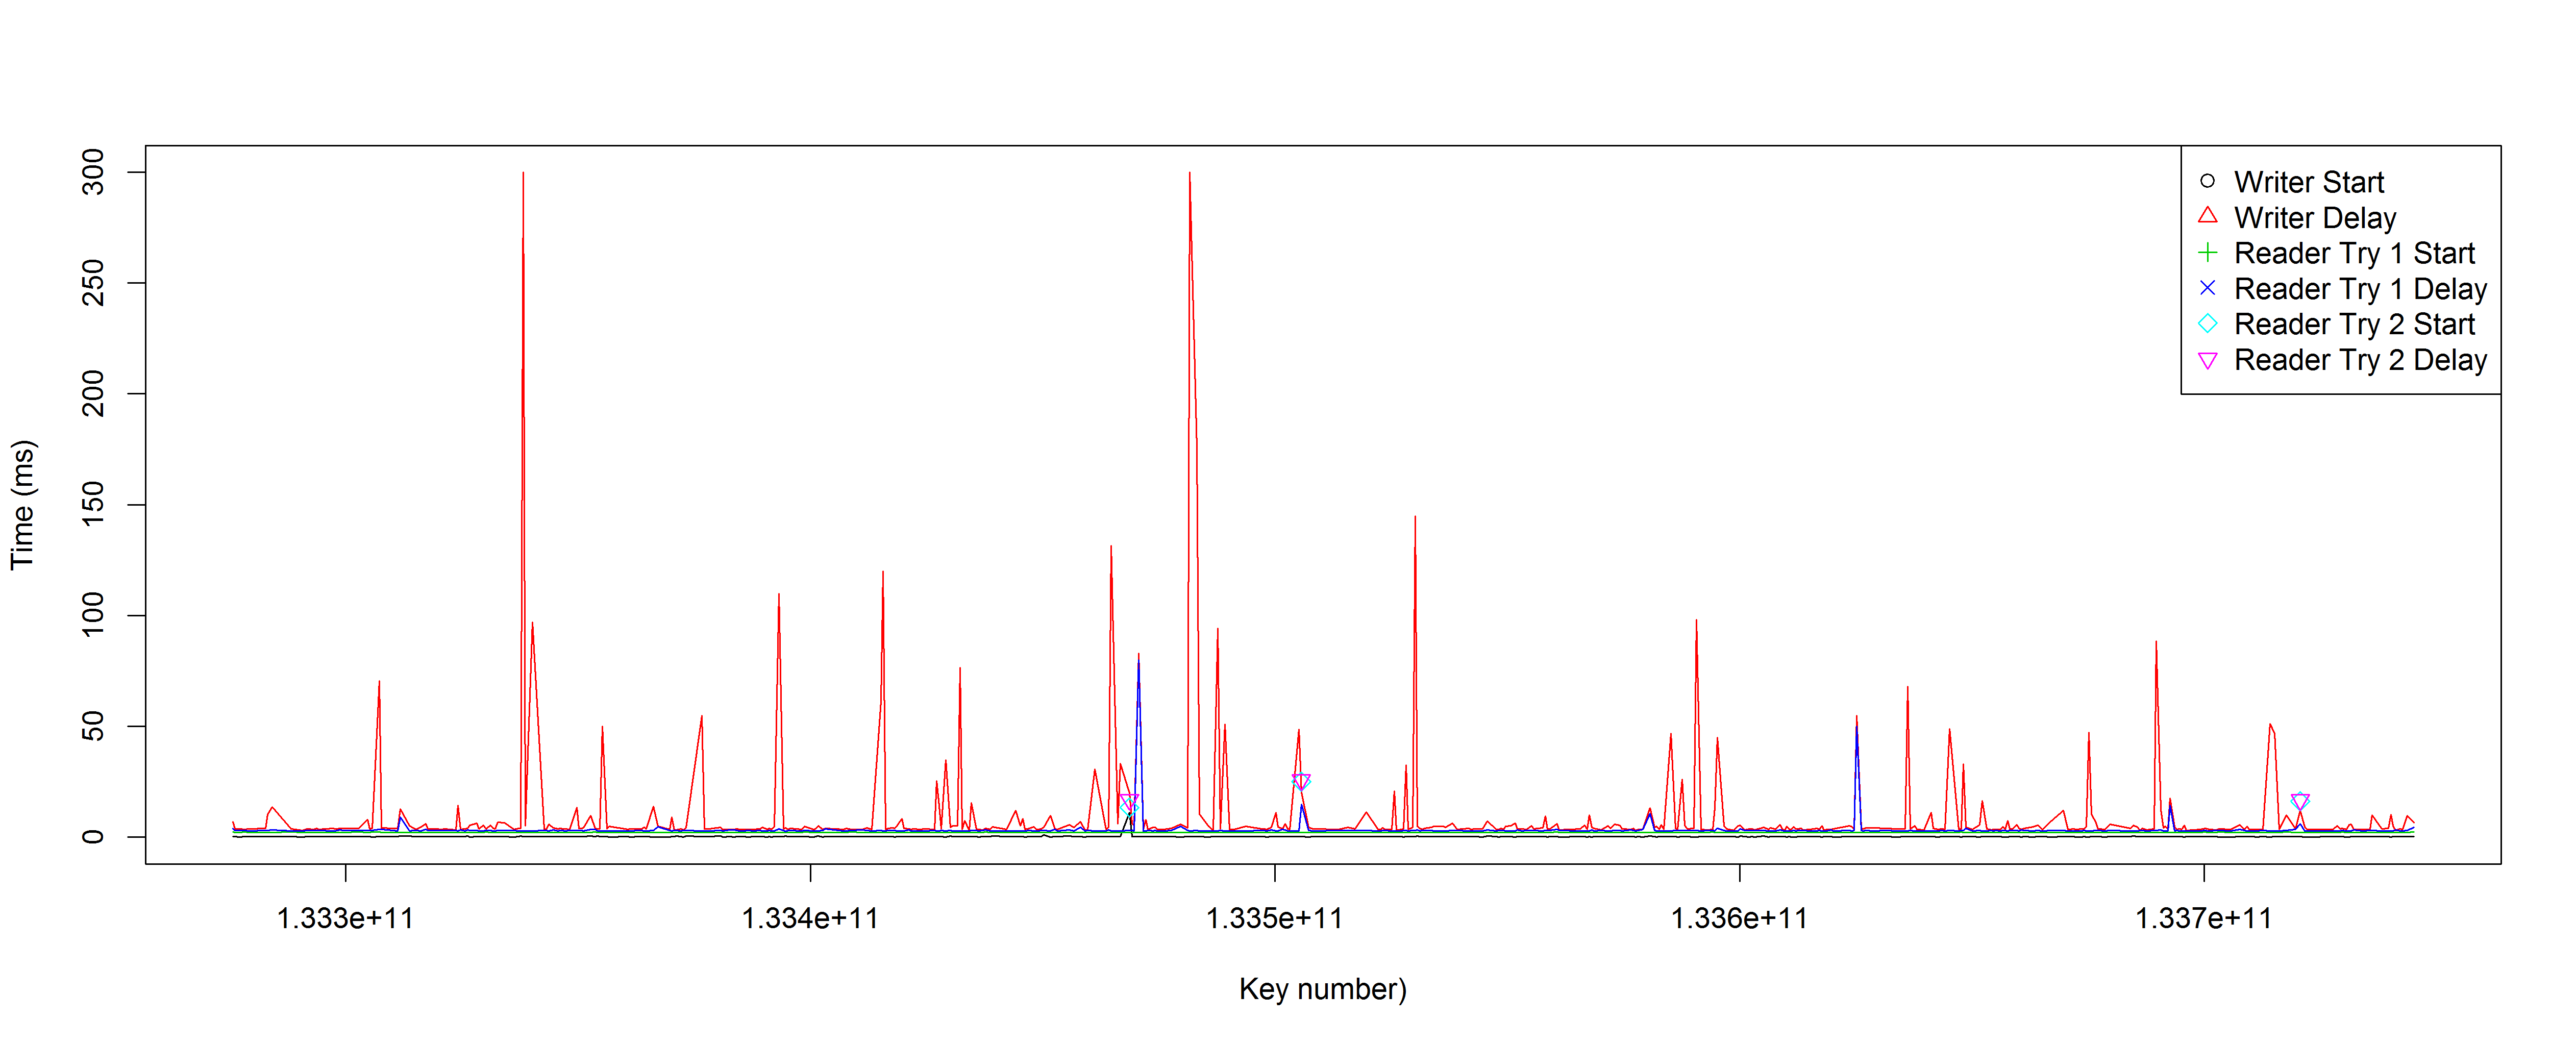 Time (ms)
300
250
200
150
100
50
0
Writer Start
Writer Delay
Reader Try 1 Start
Reader Try 1 Delay
Reader Try 2 Start
Reader Try 2 Delay
1.333e+11 1.334e+11 1.335e+11 1.336e+11 1.337e+11
Key number)